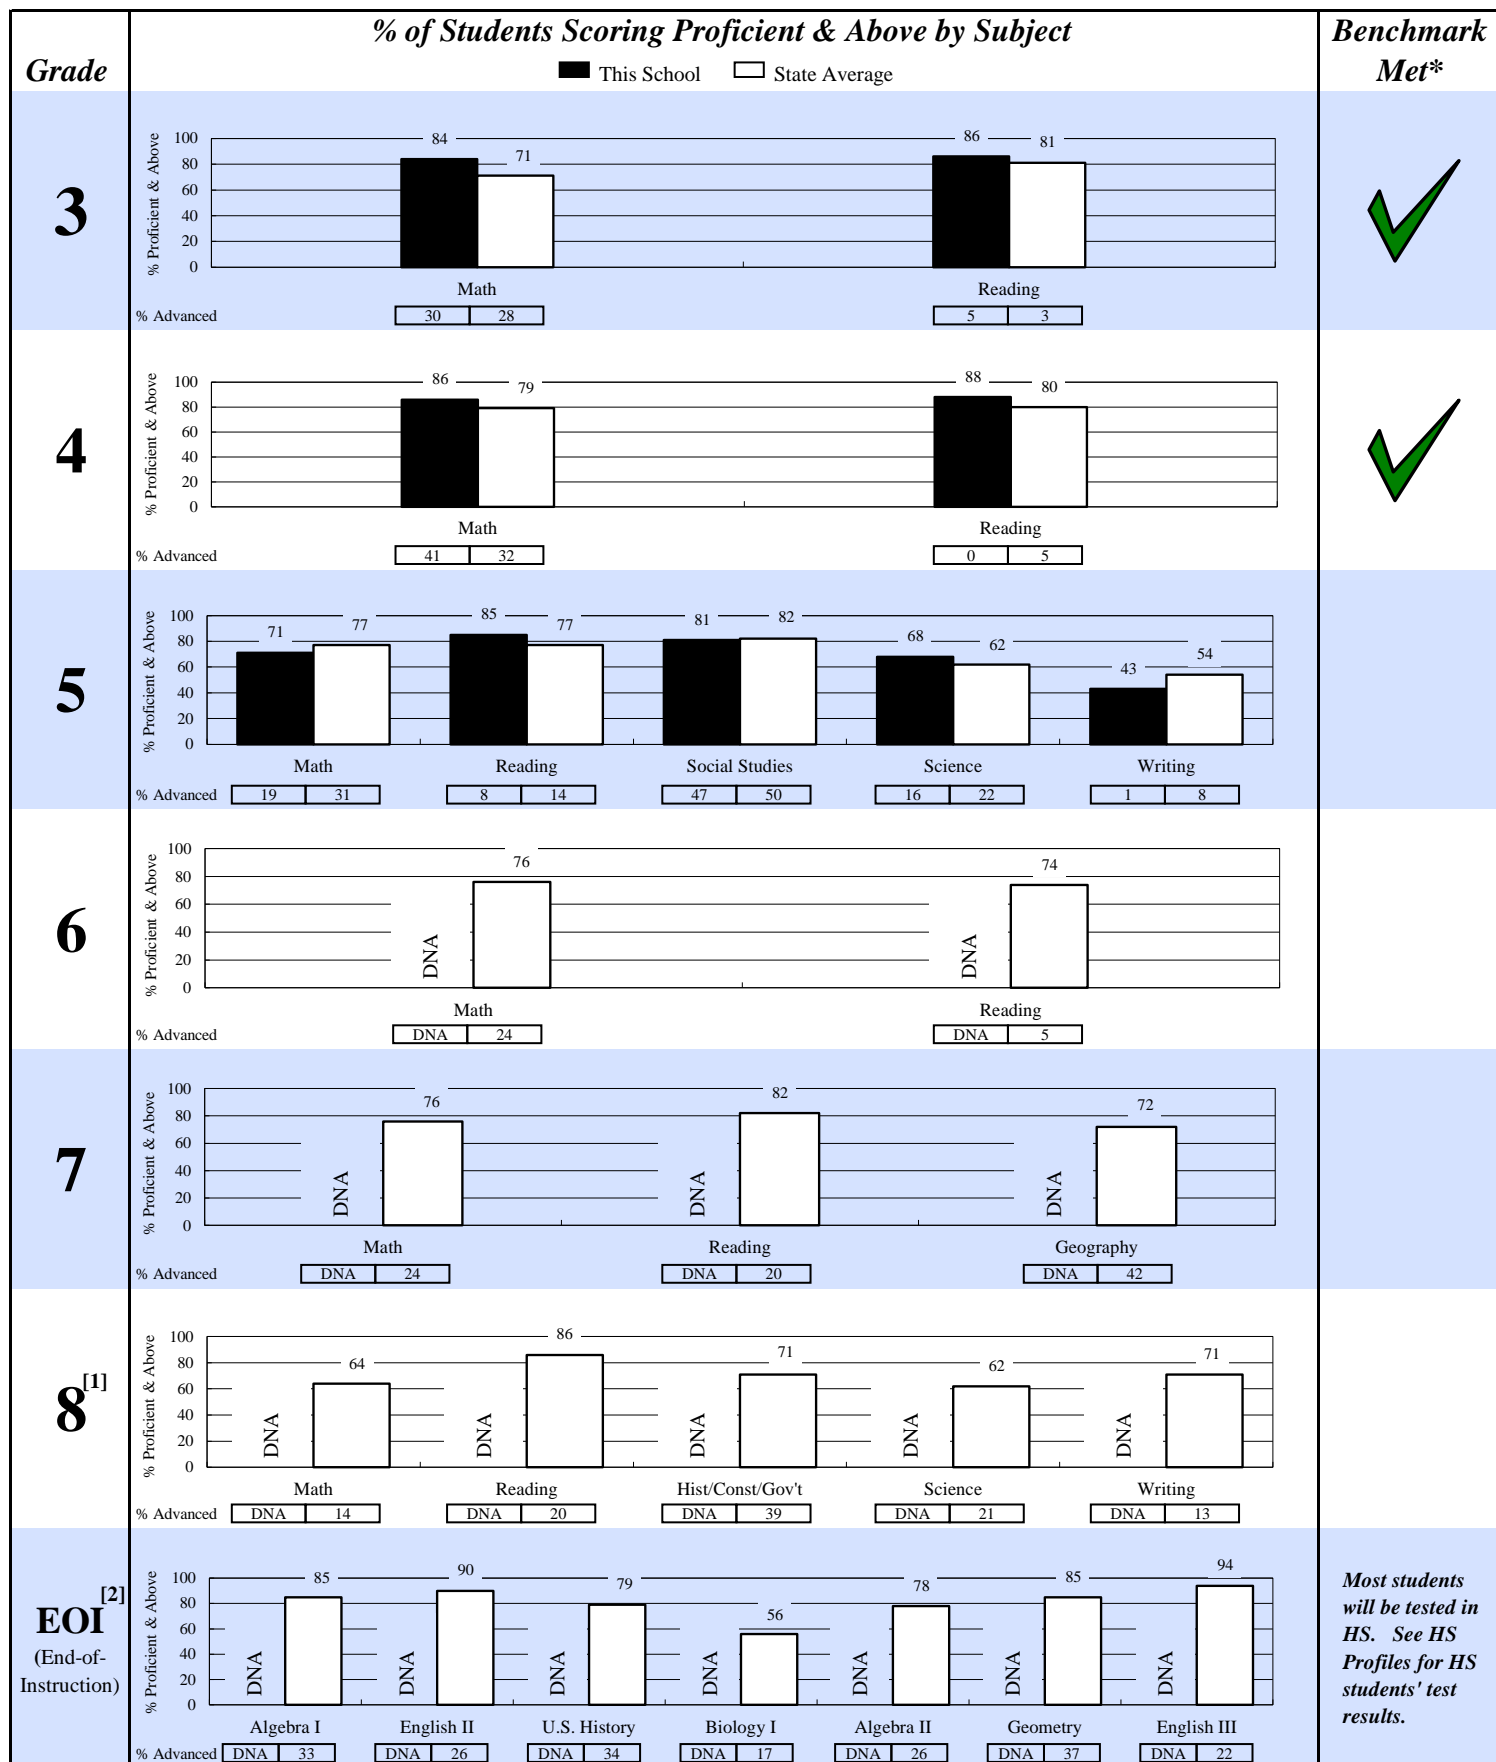 % of Students Scoring Proficient & Above by Subject
Benchmark
Met*
Grade
This School State Average
3
% Proficient & Above
100
80
60
40
20
0
84 71 86 81
Math Reading
% Advanced 30 28 5 3
4
% Proficient & Above
100
80
60
40
20
0
86 79 88 80
Math Reading
% Advanced 41 32 0 5
5
% Proficient & Above
100
80
60
40
20
0
71 77 85 77 81 82 68 62 43 54
Math Reading Social Studies Science Writing
% Advanced 19 31 8 14 47 50 16 22 1 8
6
% Proficient & Above
100
80
60
40
20
0
DNA 76 DNA 74
Math Reading
% Advanced DNA 24 DNA 5
7
% Proficient & Above
100
80
60
40
20
0
DNA 76 DNA 82 DNA 72
Math Reading Geography
% Advanced DNA 24 DNA 20 DNA 42
8[1]
% Proficient & Above
100
80
60
40
20
0
DNA 64 DNA 86 DNA 71 DNA 62 DNA 71
Math Reading Hist/Const/Gov't Science Writing
% Advanced DNA 14 DNA 20 DNA 39 DNA 21 DNA 13
EOI[2]
(End-of-
Instruction)
% Proficient & Above
100
80
60
40
20
0
DNA 85 DNA 90 DNA 79 DNA 56 DNA 78 DNA 85 DNA 94
Algebra I English II U.S. History Biology I Algebra II Geometry English III
% Advanced DNA 33 DNA 26 DNA 34 DNA 17 DNA 26 DNA 37 DNA 22
Most students
will be tested in
HS. See HS
Profiles for HS
students' test
results.